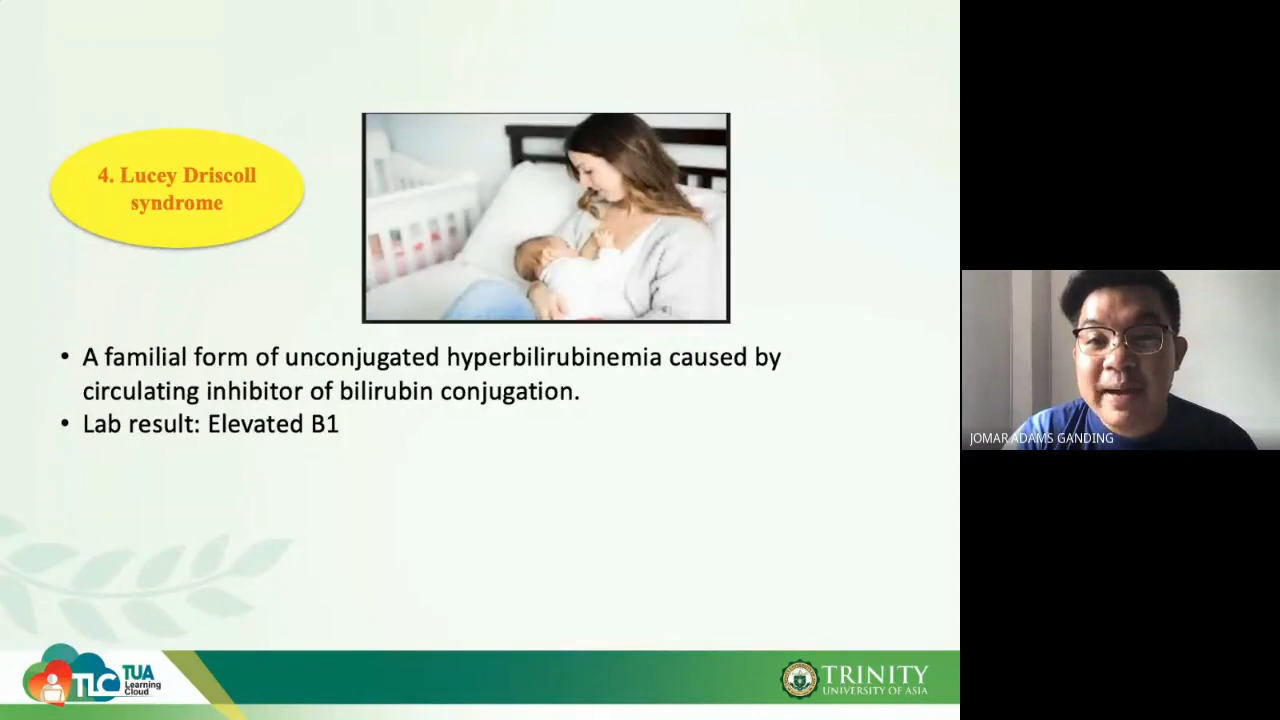 4. Lucey Driscoll
syndrome
• A familial form of unconjugated hyperbilirubinemia caused by
circulating inhibitor of bilirubin conjugation.
• Lab result: Elevated B1
JOMAR ADAMS GANDING
TLC
TUA
Learning
Cloud
TRINITY
UNIVERSITY OF ASIA